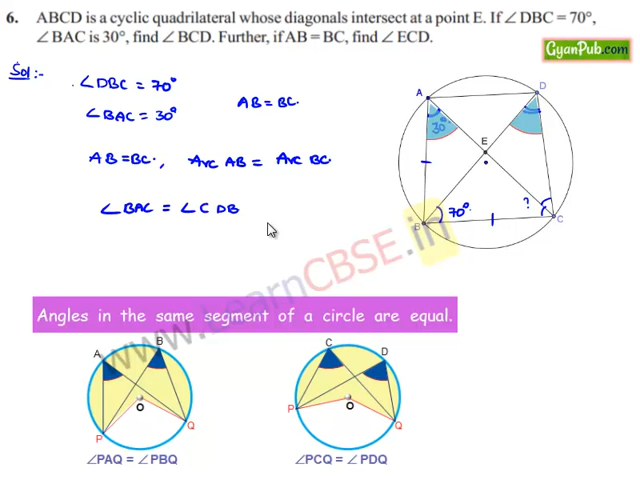 6. ABCD is a cyclic quadrilateral whose diagonals intersect at a point E. If ∠ DBC = 70°,
∠ BAC is 30°, find ∠ BCD. Further, if AB = BC, find ∠ ECD.
GyanPub.com
Sol:-
∠DBC = 70°
∠BAC = 30°
AB = BC.
AB = BC., Arc AB = Arc BC.
∠BAC = ∠C DB
A
D
30°
E
?
B
70°
C
www.LearnCBSE.in
Angles in the same segment of a circle are equal.
A
B
O
P
Q
∠PAQ = ∠PBQ
C
D
P
O
Q
∠PCQ = ∠PDQ